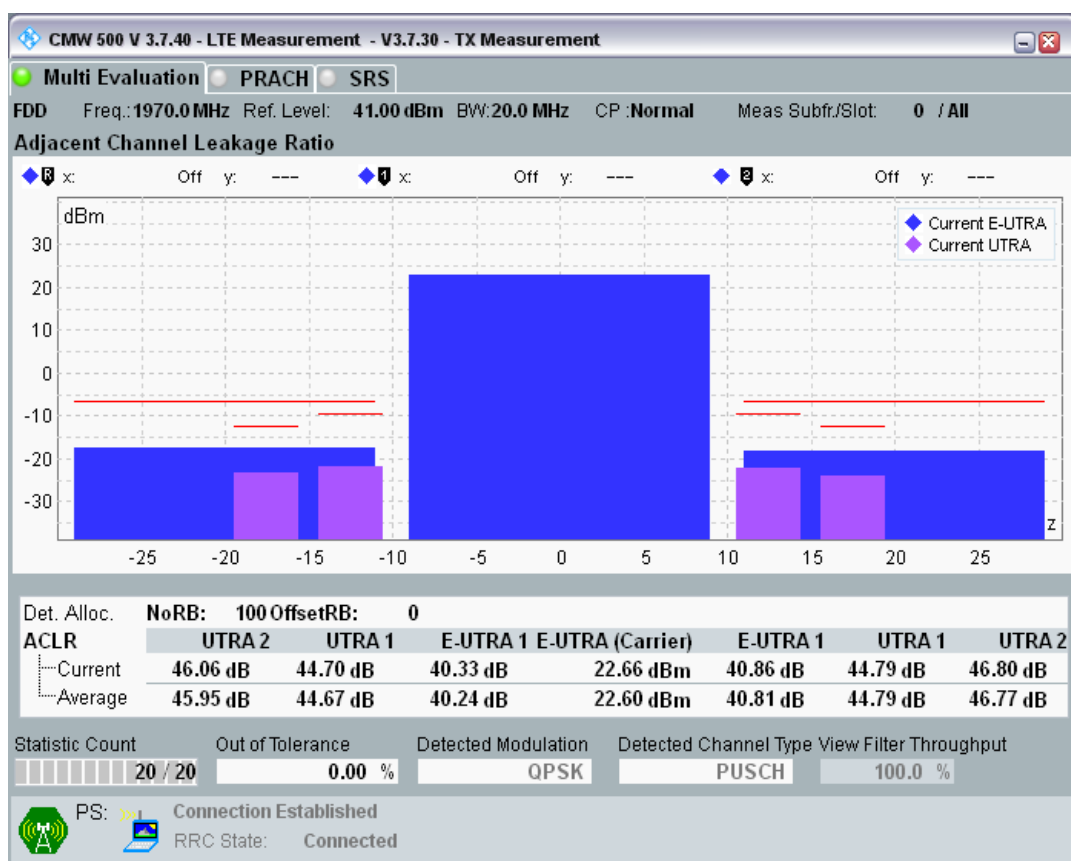 CMW 500 V 3.7.40 - LTE Measurement - V3.7.30 - TX Measurement
Multi Evaluation PRACH SRS
FDD Freq.: 1970.0 MHz Ref. Level: 41.00 dBm BW: 20.0 MHz CP : Normal Meas Subfr./Slot: 0 / All
Adjacent Channel Leakage Ratio
R x: Off y: --- 1 x: Off y: --- 2 x: Off y: ---
dBm
Current E-UTRA
Current UTRA
30
20
10
0
-10
-20
-30
z
-25 -20 -15 -10 -5 0 5 10 15 20 25
Det. Alloc. NoRB: 100 OffsetRB: 0
ACLR UTRA 2 UTRA 1 E-UTRA 1 E-UTRA (Carrier) E-UTRA 1 UTRA 1 UTRA 2
Current 46.06 dB 44.70 dB 40.33 dB 22.66 dBm 40.86 dB 44.79 dB 46.80 dB
Average 45.95 dB 44.67 dB 40.24 dB 22.60 dBm 40.81 dB 44.79 dB 46.77 dB
Statistic Count Out of Tolerance Detected Modulation Detected Channel Type View Filter Throughput
20 / 20 0.00 % QPSK PUSCH 100.0 %
PS: Connection Established
RRC State: Connected